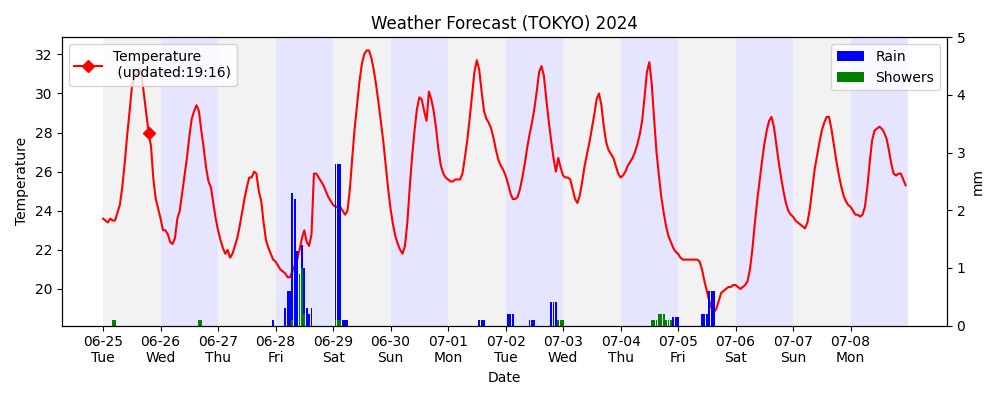 Weather Forecast (TOKYO) 2024
Temperature
(updated:19:16)
Rain
Showers
Temperature
32
30
28
26
24
22
20
5
4
3
2
1
0
mm
06-25 06-26 06-27 06-28 06-29 06-30 07-01 07-02 07-03 07-04 07-05 07-06 07-07 07-08
Tue Wed Thu Fri Sat Sun Mon Tue Wed Thu Fri Sat Sun Mon
Date